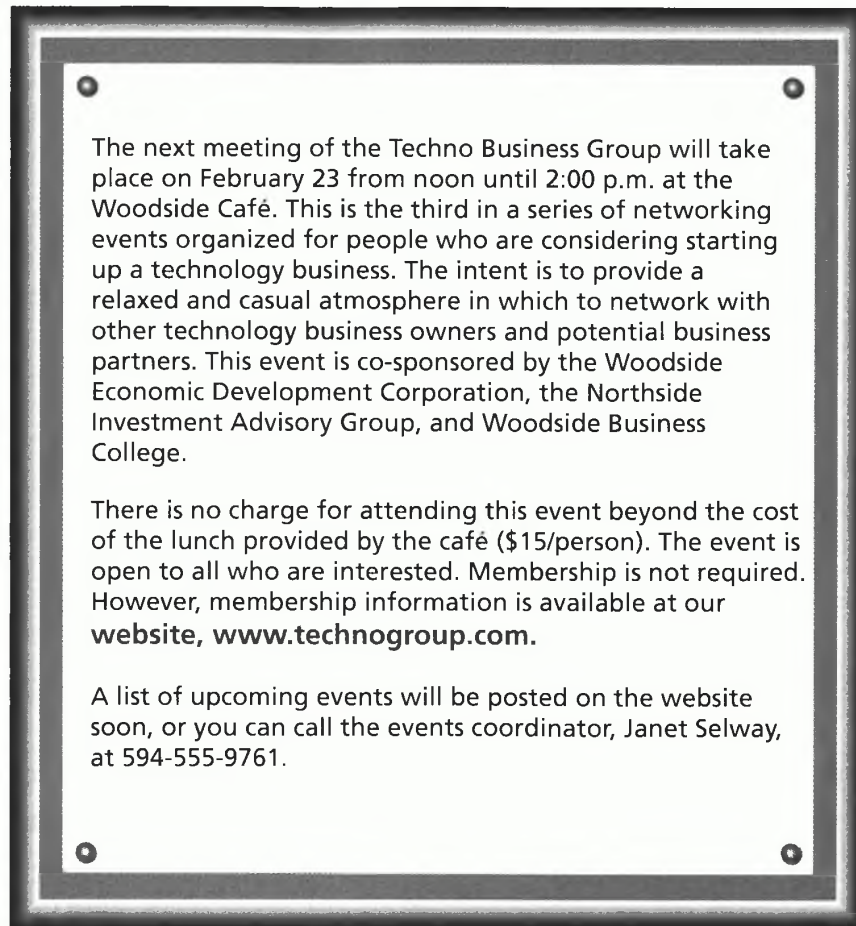 The next meeting of the Techno Business Group will take
place on February 23 from noon until 2:00 p.m. at the
Woodside Café. This is the third in a series of networking
events organized for people who are considering starting
up a technology business. The intent is to provide a
relaxed and casual atmosphere in which to network with
other technology business owners and potential business
partners. This event is co-sponsored by the Woodside
Economic Development Corporation, the Northside
Investment Advisory Group, and Woodside Business
College.
There is no charge for attending this event beyond the cost
of the lunch provided by the café ($15/person). The event is
open to all who are interested. Membership is not required.
However, membership information is available at our
website, www.technogroup.com.
A list of upcoming events will be posted on the website
soon, or you can call the events coordinator, Janet Selway,
at 594-555-9761.